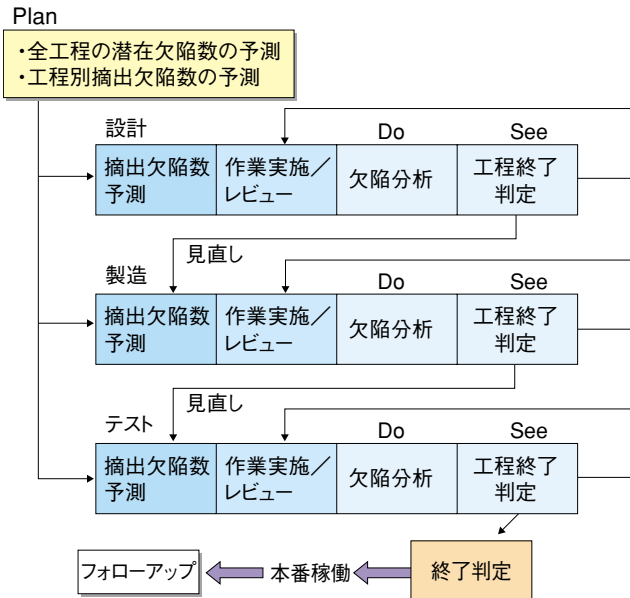 Plan
・全工程の潜在欠陥数の予測
・工程別摘出欠陥数の予測
設計
Do
See
摘出欠陥数
予測
作業実施／
レビュー
欠陥分析
工程終了
判定
見直し
製造
Do
See
摘出欠陥数
予測
作業実施／
レビュー
欠陥分析
工程終了
判定
見直し
テスト
Do
See
摘出欠陥数
予測
作業実施／
レビュー
欠陥分析
工程終了
判定
フォローアップ
本番稼働
終了判定